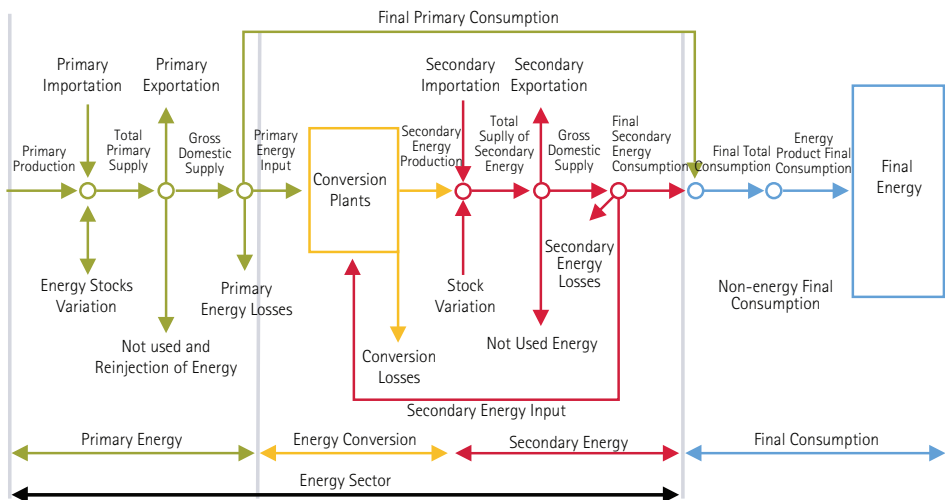 Final Primary Consumption
Primary
Importation
Primary
Exportation
Secondary
Importation
Secondary
Exportation
Primary
Production
Total
Primary
Supply
Gross
Domestic
Supply
Primary
Energy
Input
Conversion
Plants
Secondary
Energy
Production
Total
Suplly of
Secondary
Energy
Gross
Domestic
Supply
Final
Secondary
Energy
Consumption
Final Total
Consumption
Energy
Product Final
Consumption
Final
Energy
Energy Stocks
Variation
Primary
Energy Losses
Stock
Variation
Secondary
Energy
Losses
Non-energy Final
Consumption
Not used and
Reinjection of Energy
Conversion
Losses
Not Used Energy
Secondary Energy Input
Primary Energy
Energy Conversion
Secondary Energy
Final Consumption
Energy Sector